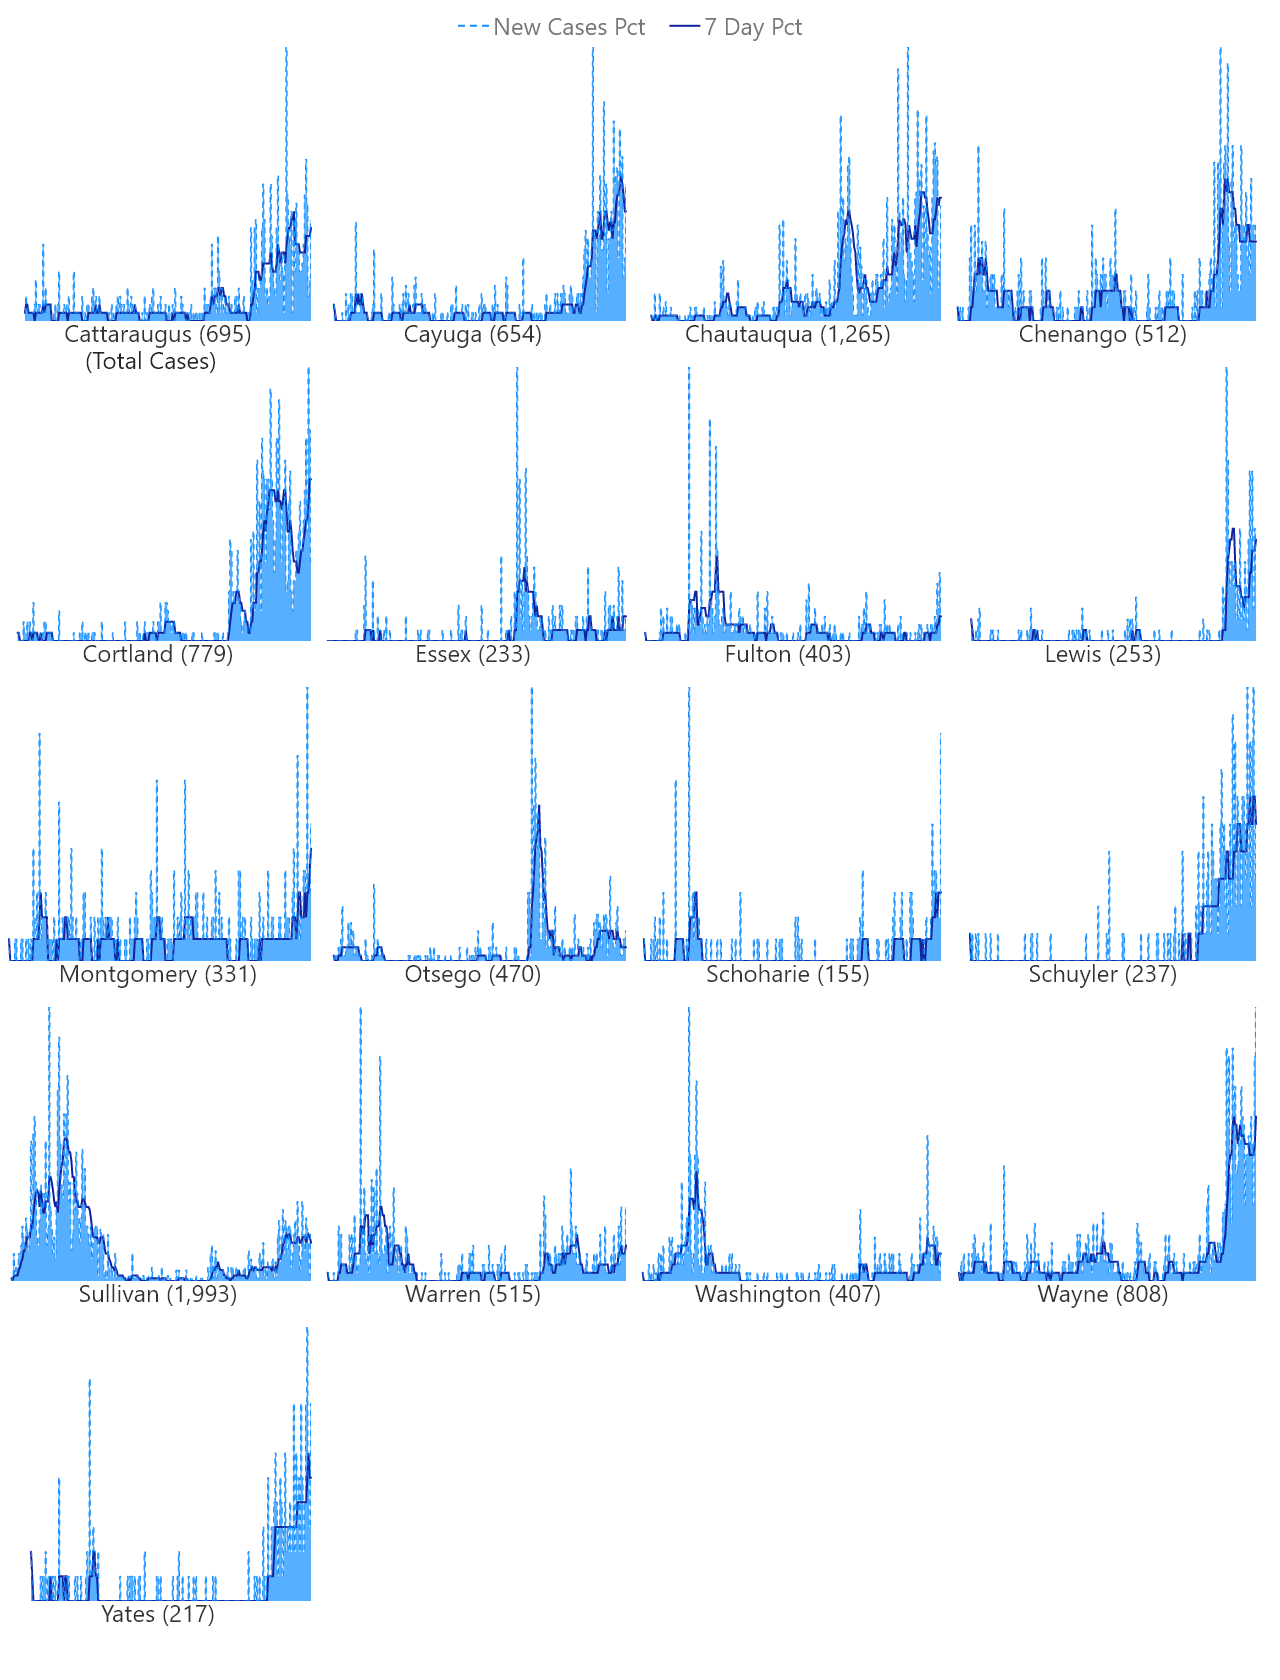 New Cases Pct 7 Day Pct
Cattaraugus (695) Cayuga (654) Chautauqua (1,265) Chenango (512)
(Total Cases)
Cortland (779) Essex (233) Fulton (403) Lewis (253)
Montgomery (331) Otsego (470) Schoharie (155) Schuyler (237)
Sullivan (1,993) Warren (515) Washington (407) Wayne (808)
Yates (217)